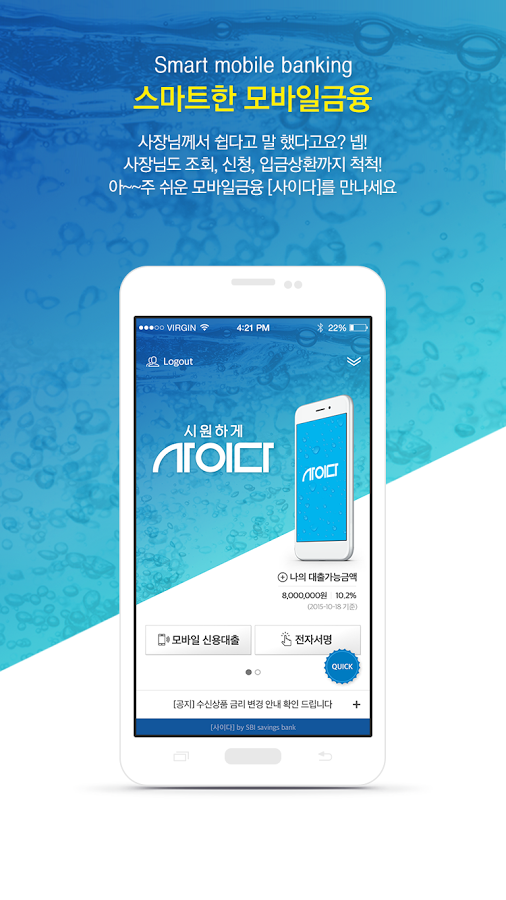 Smart mobile banking
스마트한 모바일금융
사장님께서 쉽다고 말 했다고요? 넵!
사장님도 조회, 신청, 입금상환까지 척척!
아~~주 쉬운 모바일금융 [사이다]를 만나세요
VIRGIN 4:21 PM 22%
Logout
시원하게
사이다
사이다
나의 대출가능금액
8,000,000원 10.2%
(2015-10-18 기준)
모바일 신용대출 전자서명
QUICK
[공지] 수신상품 금리 변경 안내 확인 드립니다 +
[사이다] by SBI savings bank